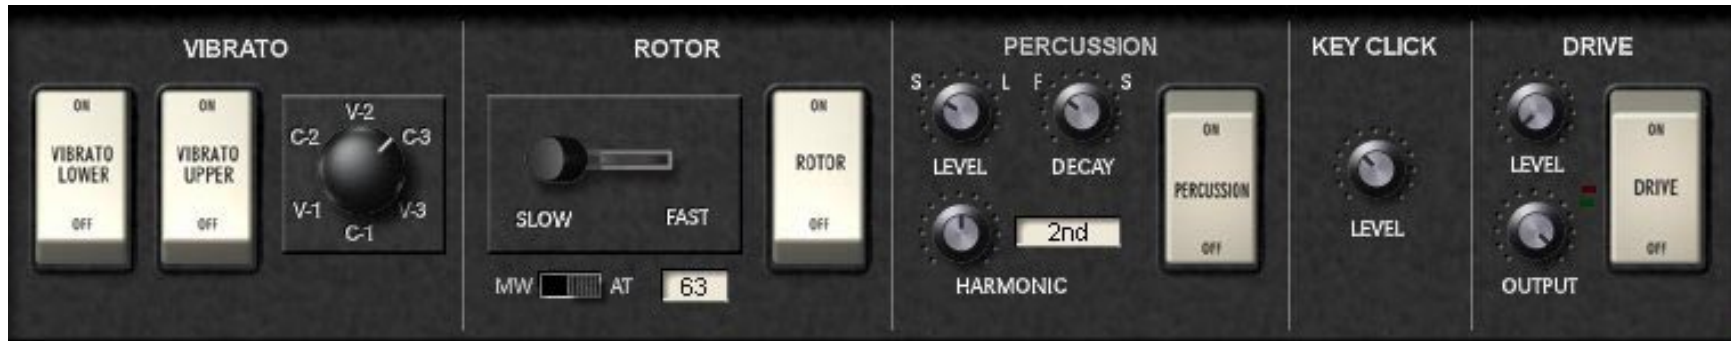 VIBRATO
ON
VIBRATO
LOWER
OFF
ON
VIBRATO
UPPER
OFF
V-2
C-2
C-3
V-1
V-3
C-1
ROTOR
SLOW
FAST
MW
AT
63
ON
ROTOR
OFF
PERCUSSION
S
L
F
S
LEVEL
DECAY
2nd
HARMONIC
ON
PERCUSSION
OFF
KEY CLICK
LEVEL
DRIVE
LEVEL
OUTPUT
ON
DRIVE
OFF